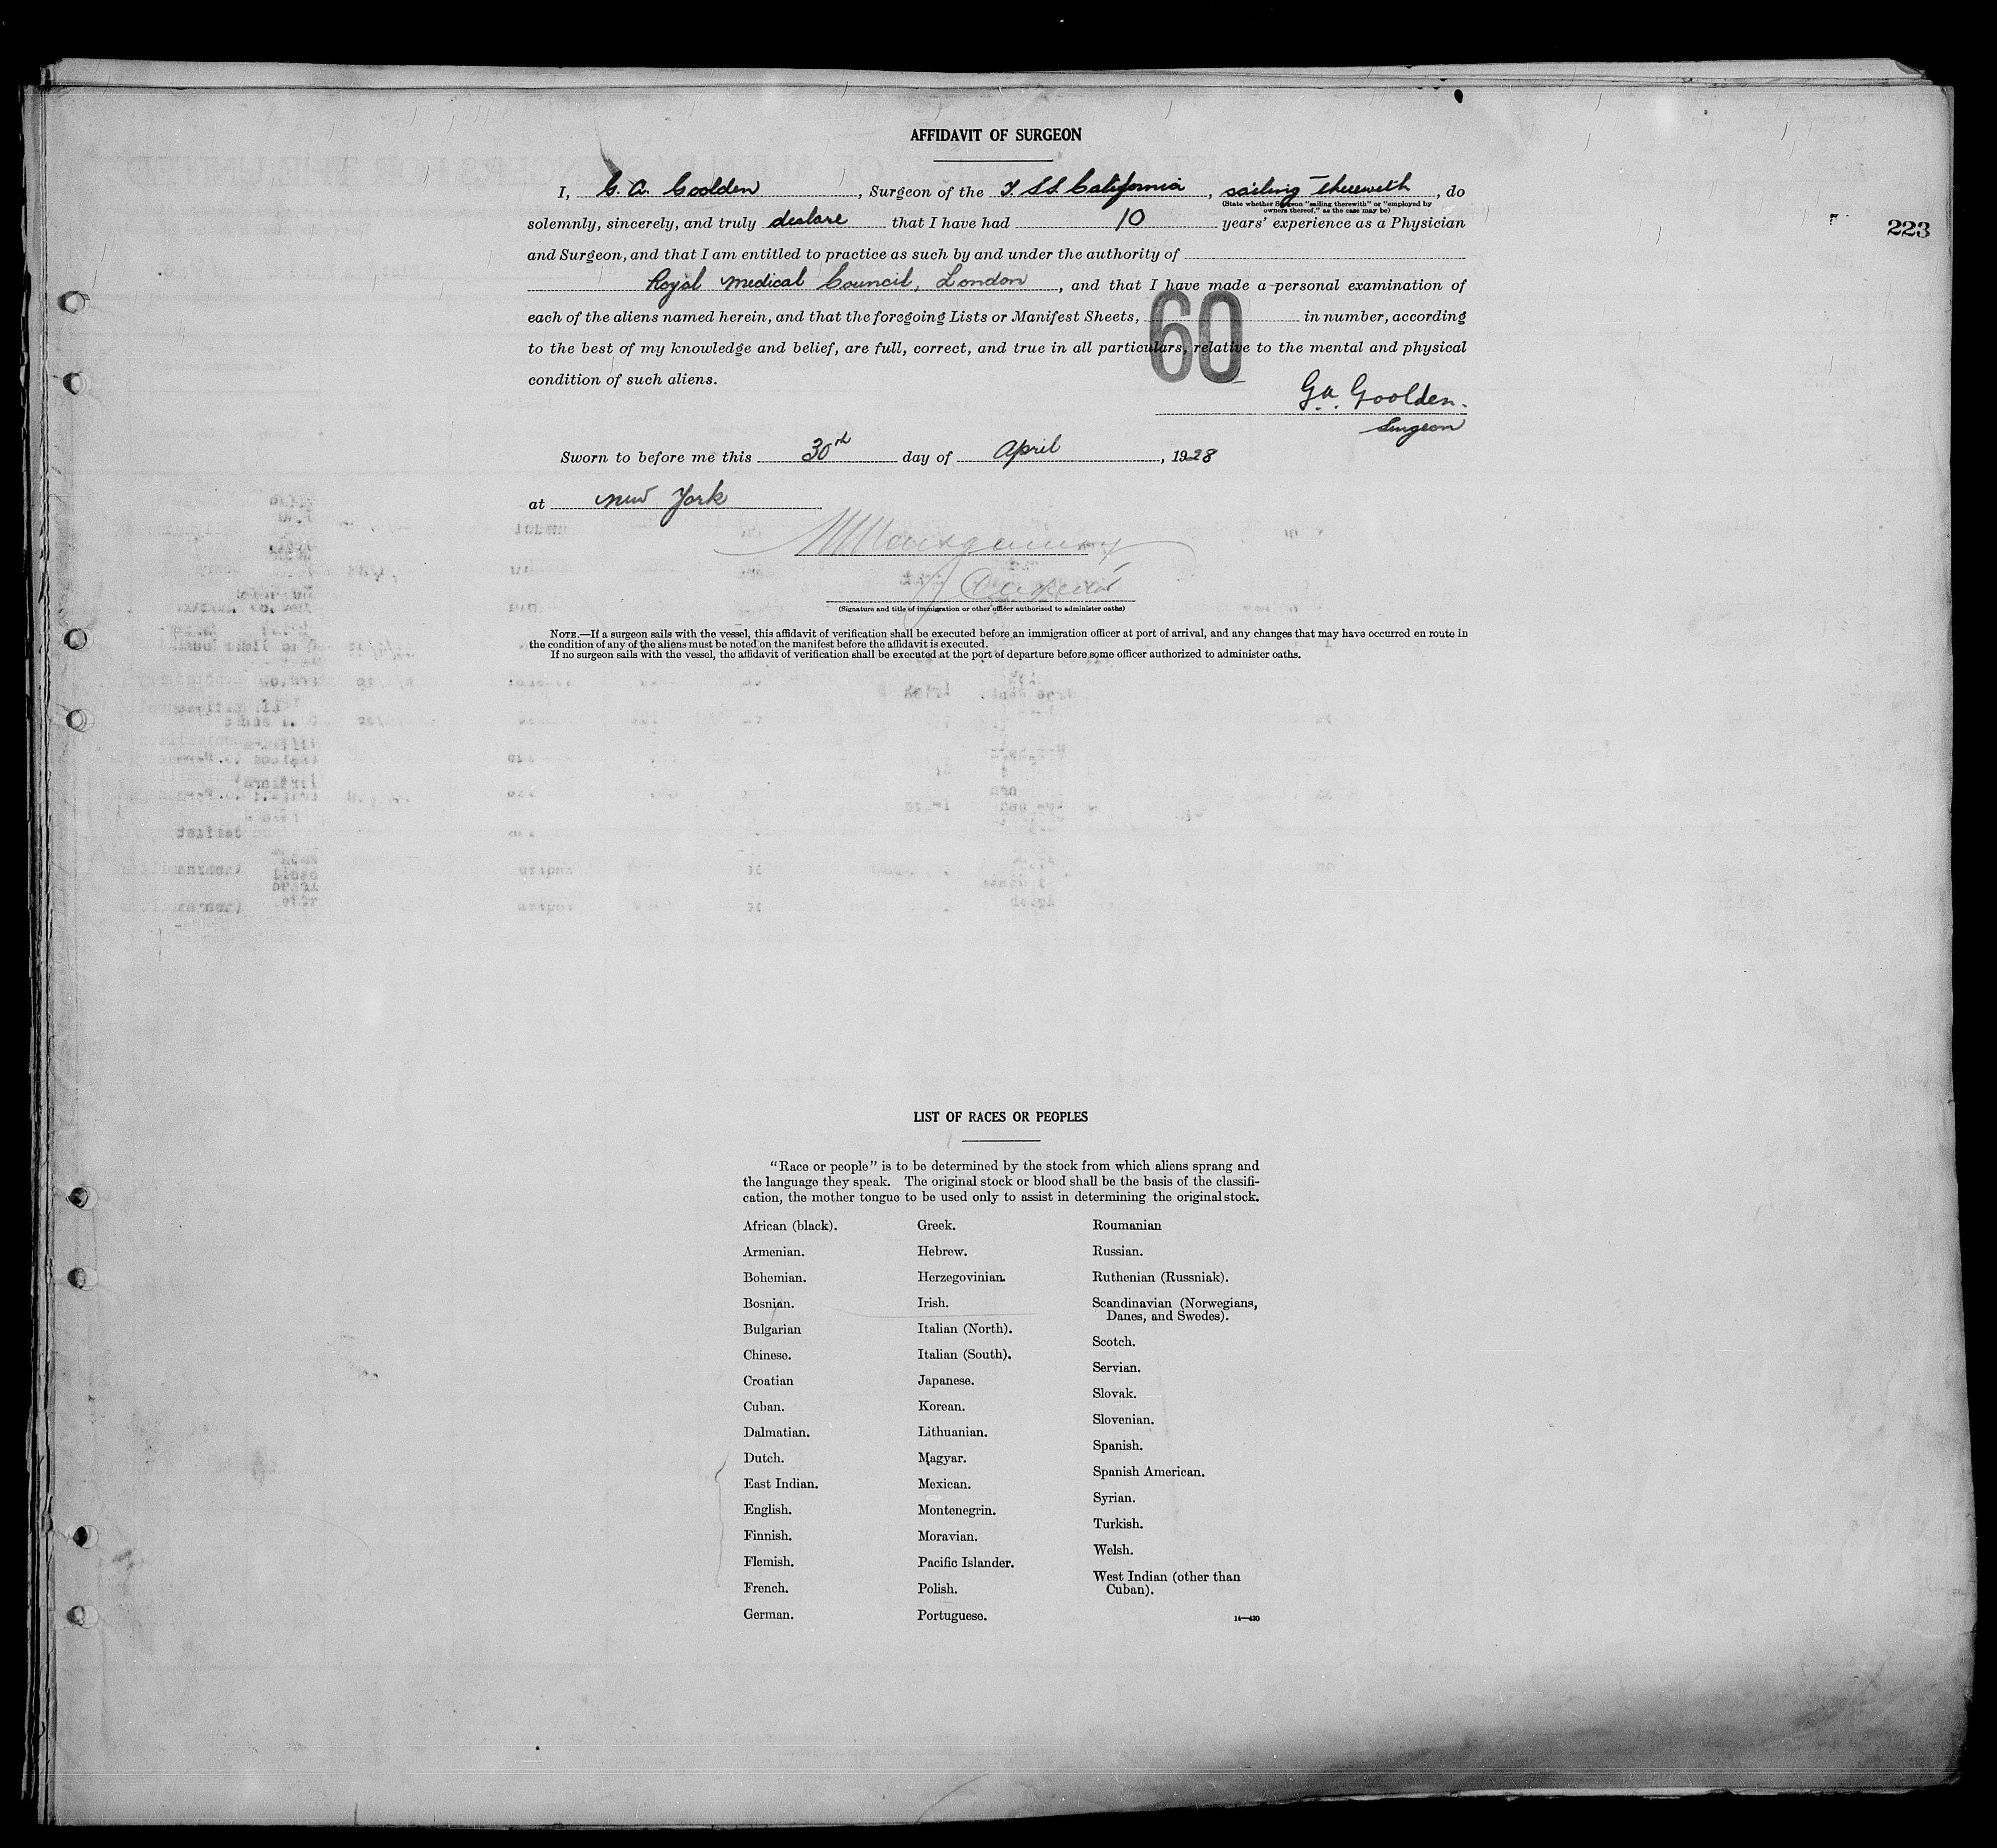 AFFIDAVIT OF SURGEON
I, G. A. Goolden, Surgeon of the T. SS. California, sailing therewith, do
(State whether Surgeon "sailing therewith" or "employed by
owners thereof," as the case may be)
solemnly, sincerely, and truly declare that I have had 10 years' experience as a Physician
223
and Surgeon, and that I am entitled to practice as such by and under the authority of
Royal Medical Council, London, and that I have made a personal examination of
each of the aliens named herein, and that the foregoing Lists or Manifest Sheets, 60 in number, according
to the best of my knowledge and belief, are full, correct, and true in all particulars, relative to the mental and physical
condition of such aliens.
G.A. Goolden.
Surgeon
Sworn to before me this 30th day of April, 1928
at New York
(Signature and title of immigration or other officer authorized to administer oaths)
NOTE.—If a surgeon sails with the vessel, this affidavit of verification shall be executed before an immigration officer at port of arrival, and any changes that may have occurred en route in
the condition of any of the aliens must be noted on the manifest before the affidavit is executed.
If no surgeon sails with the vessel, the affidavit of verification shall be executed at the port of departure before some officer authorized to administer oaths.
LIST OF RACES OR PEOPLES
"Race or people" is to be determined by the stock from which aliens sprang and
the language they speak. The original stock or blood shall be the basis of the classifi-
cation, the mother tongue to be used only to assist in determining the original stock.
African (black).
Armenian.
Bohemian.
Bosnian.
Bulgarian
Chinese.
Croatian
Cuban.
Dalmatian.
Dutch.
East Indian.
English.
Finnish.
Flemish.
French.
German.
Greek.
Hebrew.
Herzegovinian.
Irish.
Italian (North).
Italian (South).
Japanese.
Korean.
Lithuanian.
Magyar.
Mexican.
Montenegrin.
Moravian.
Pacific Islander.
Polish.
Portuguese.
Roumanian
Russian.
Ruthenian (Russniak).
Scandinavian (Norwegians,
Danes, and Swedes).
Scotch.
Servian.
Slovak.
Slovenian.
Spanish.
Spanish American.
Syrian.
Turkish.
Welsh.
West Indian (other than
Cuban).
14—430